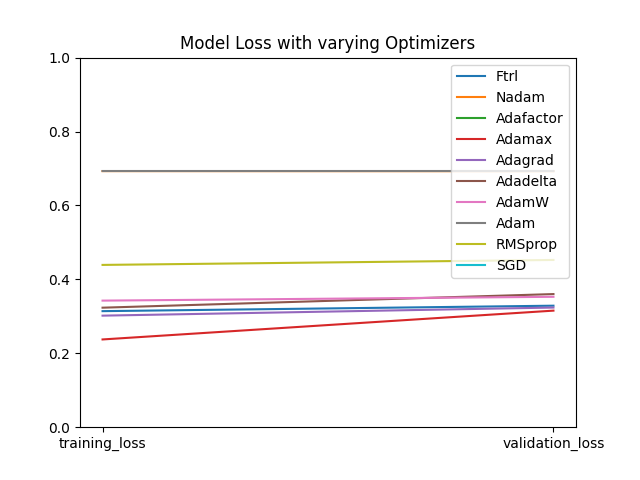 Model Loss with varying Optimizers
1.0
0.8
0.6
0.4
0.2
0.0
Ftrl
Nadam
Adafactor
Adamax
Adagrad
Adadelta
AdamW
Adam
RMSprop
SGD
training_loss
validation_loss